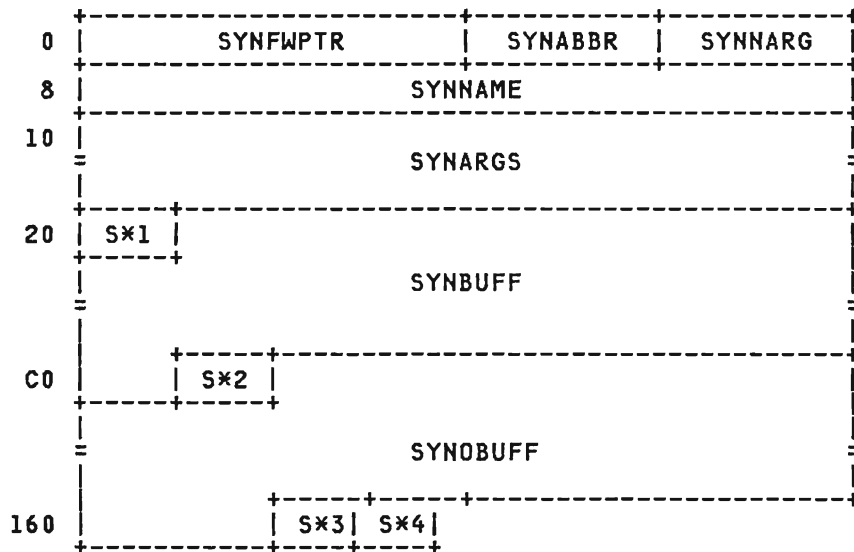 0 SYNFWPTR SYNABBR SYNNARG
8 SYNNAME
10
SYNARGS
20 S*1
SYNBUFF
C0 S*2
SYNOBUFF
160 S*3 S*4